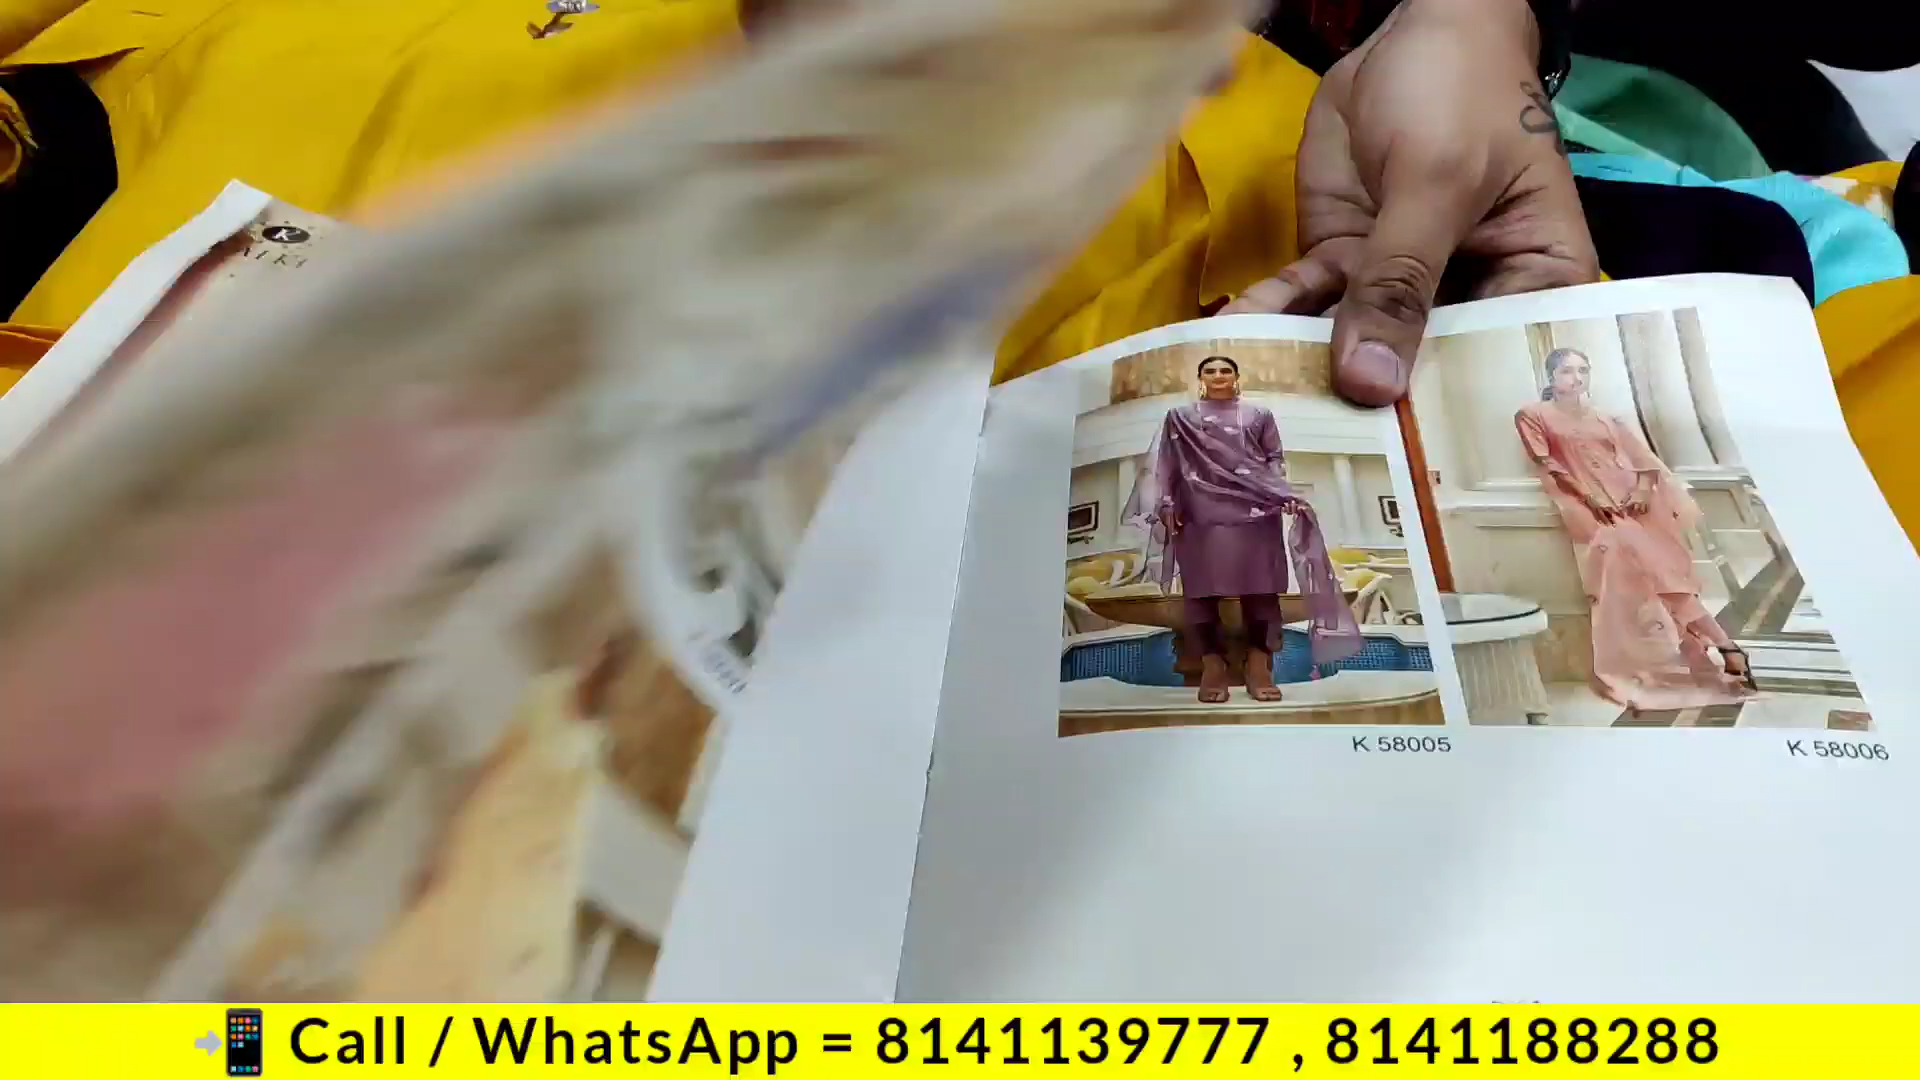 K
K 58005
K 58006
Call / WhatsApp = 8141139777 , 8141188288